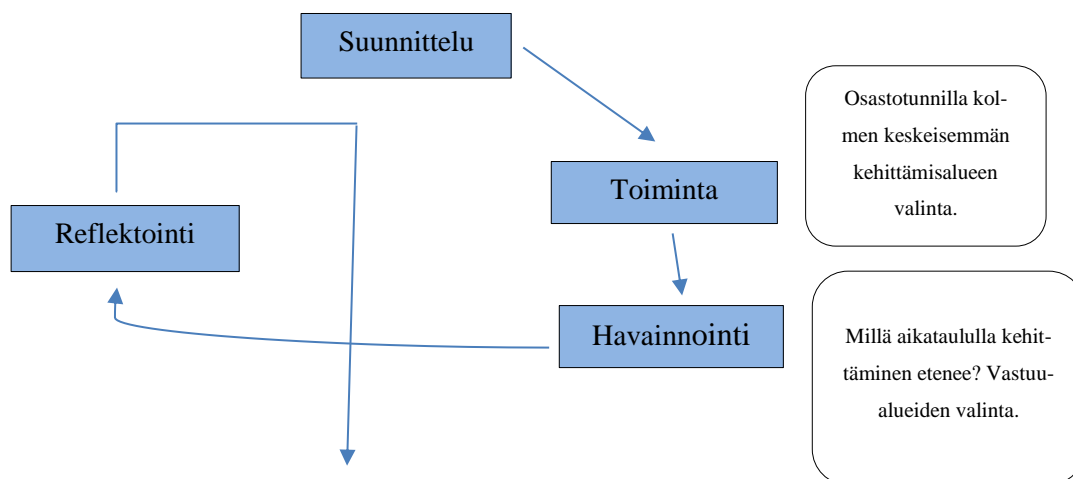 Suunnittelu
Osastotunnilla kol-
men keskeisemmän
kehittämisalueen
valinta.
Toiminta
Reflektointi
Havainnointi
Millä aikataululla kehit-
täminen etenee? Vastuu-
alueiden valinta.